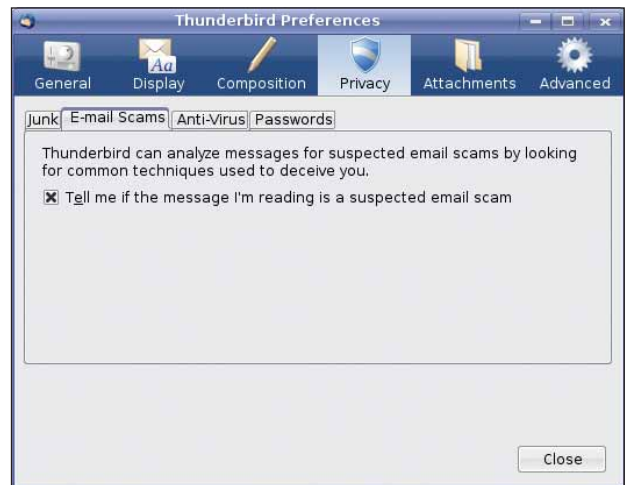 Thunderbird Preferences
Aa
General Display Composition Privacy Attachments Advanced
Junk E-mail Scams Anti-Virus Passwords
Thunderbird can analyze messages for suspected email scams by looking
for common techniques used to deceive you.
Tell me if the message I'm reading is a suspected email scam
Close